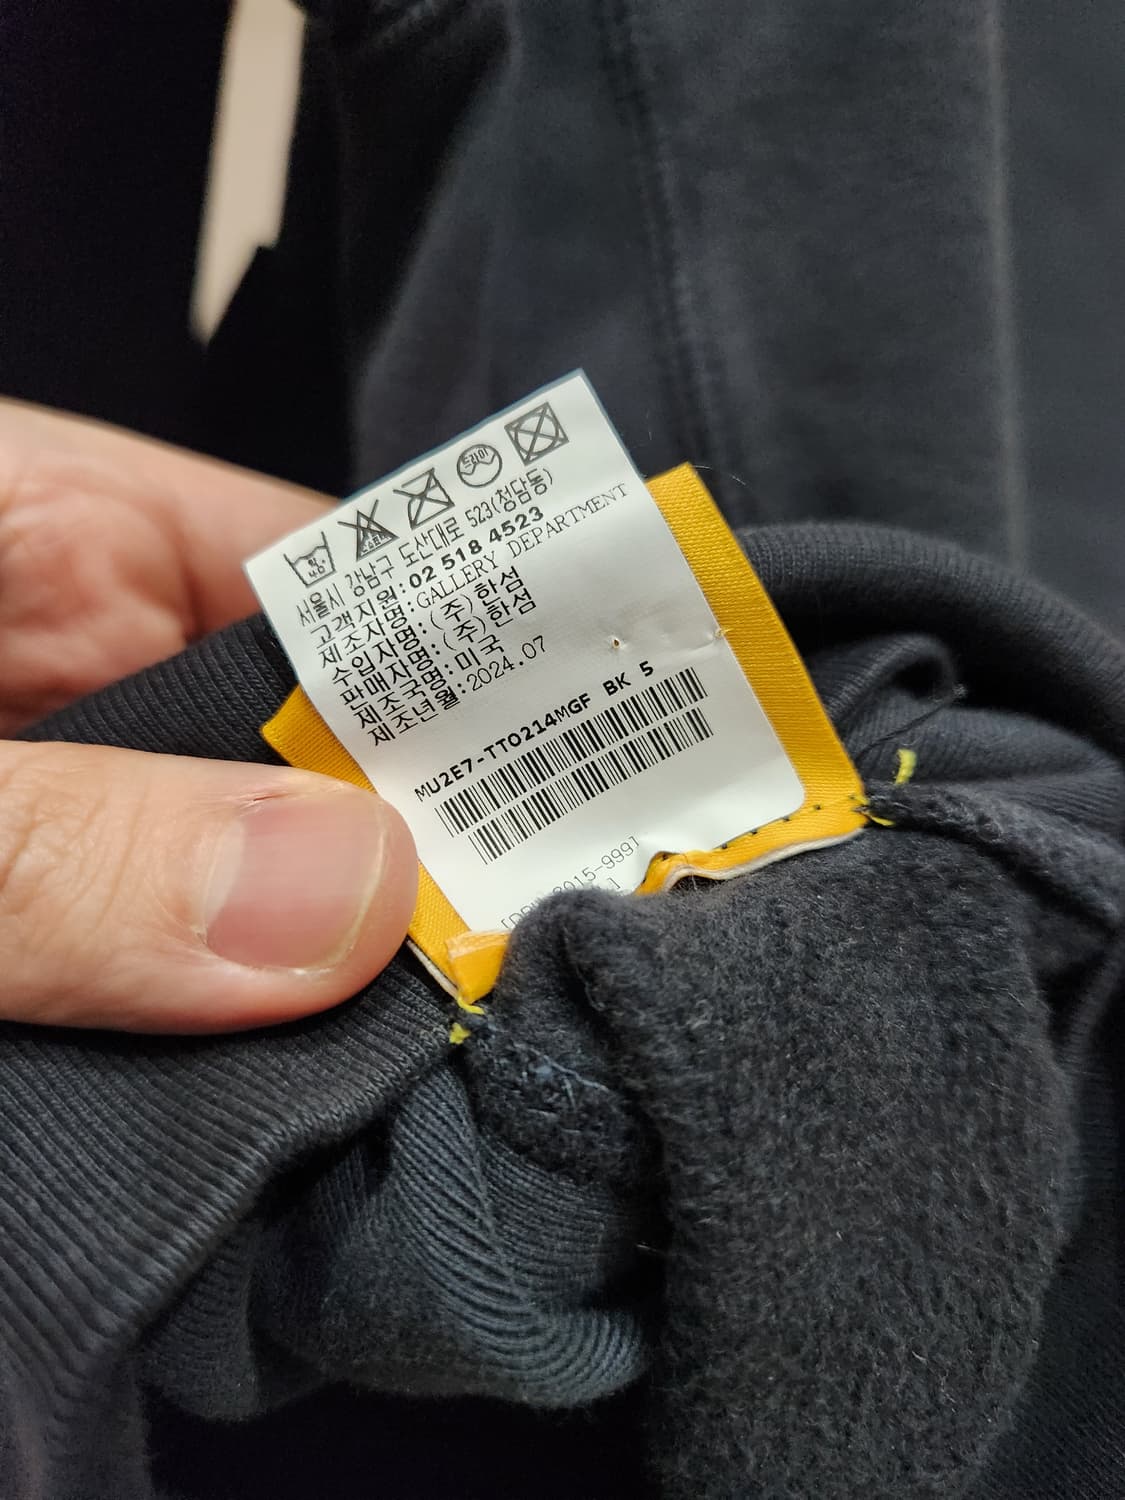 드라이
서울시 강남구 도산대로 523(청담동)
고객지원:02 518 4523
제조자명:GALLERY DEPARTMENT
수입자명:(주)한섬
판매자명:(주)한섬
제조국명:미국
제조년월:2024.07
MU2E7-TTO214MGF BK 5